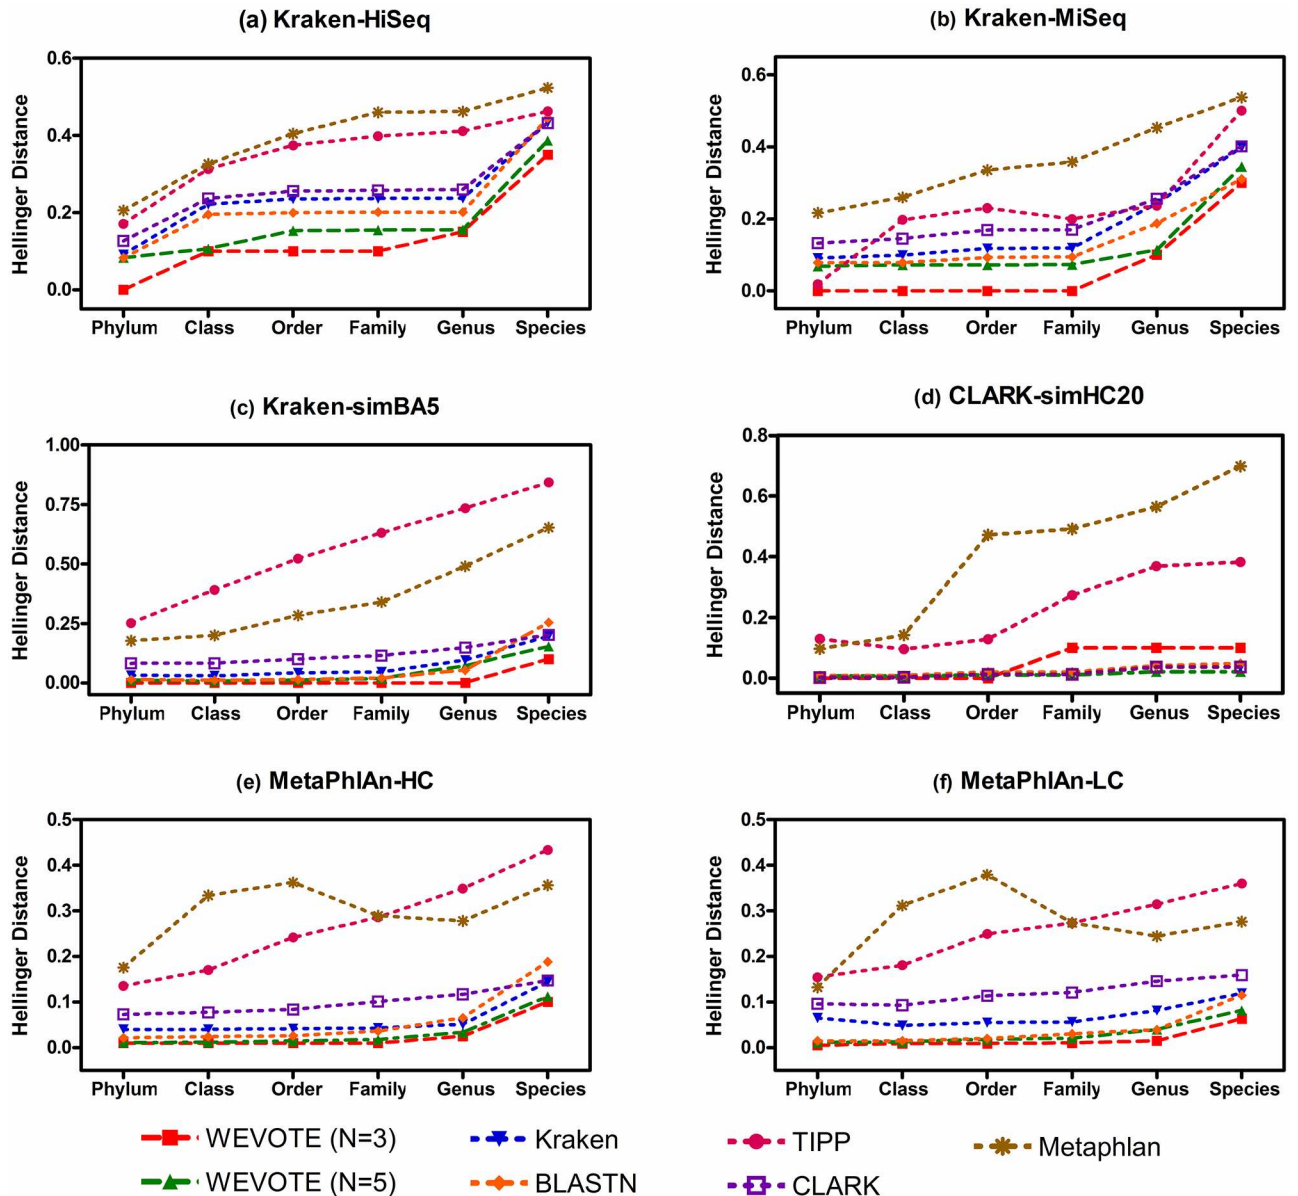 (a) Kraken-HiSeq
Hellinger Distance
0.6
0.4
0.2
0.0
Phylum Class Order Family Genus Species
(b) Kraken-MiSeq
Hellinger Distance
0.6
0.4
0.2
0.0
Phylum Class Order Family Genus Species
(c) Kraken-simBA5
Hellinger Distance
1.00
0.75
0.50
0.25
0.00
Phylum Class Order Family Genus Species
(d) CLARK-simHC20
Hellinger Distance
0.8
0.6
0.4
0.2
0.0
Phylum Class Order Family Genus Species
(e) MetaPhlAn-HC
Hellinger Distance
0.5
0.4
0.3
0.2
0.1
0.0
Phylum Class Order Family Genus Species
(f) MetaPhlAn-LC
Hellinger Distance
0.5
0.4
0.3
0.2
0.1
0.0
Phylum Class Order Family Genus Species
WEVOTE (N=3) Kraken TIPP Metaphlan
WEVOTE (N=5) BLASTN CLARK